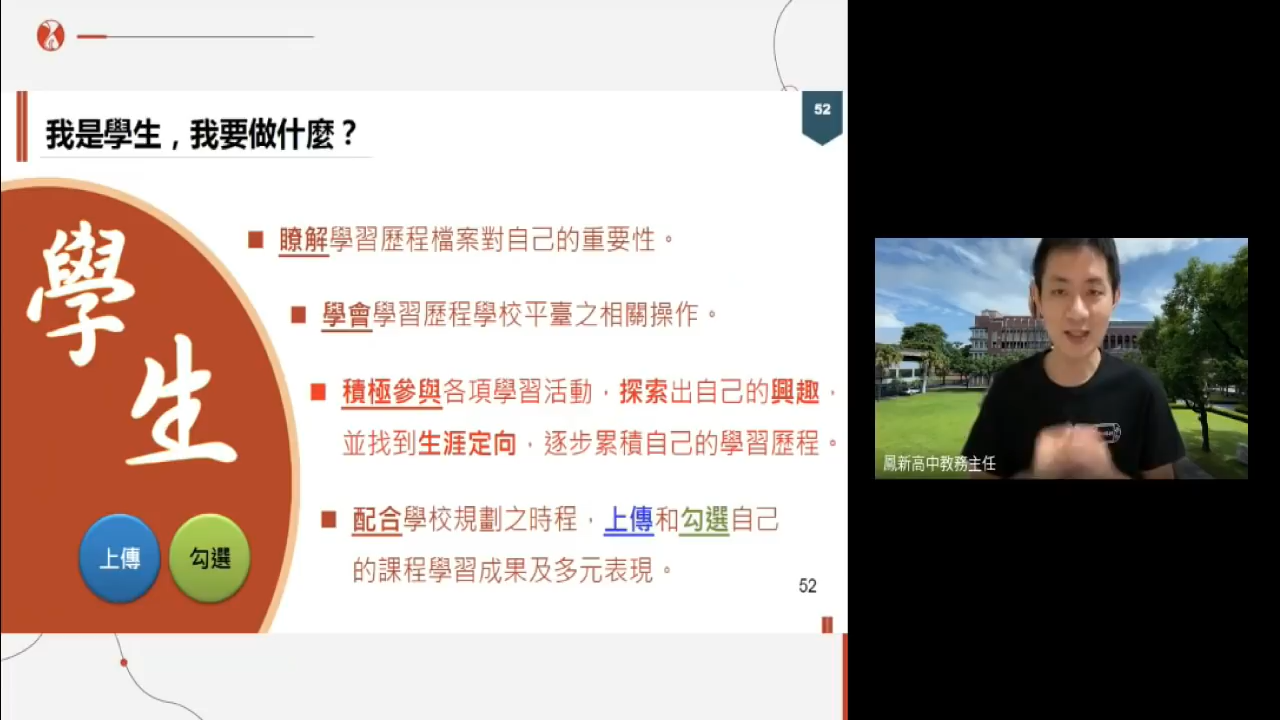 52
我是學生，我要做什麼？
學生
瞭解學習歷程檔案對自己的重要性。
學會學習歷程學校平臺之相關操作。
積極參與各項學習活動，探索出自己的興趣，
並找到生涯定向，逐步累積自己的學習歷程。
配合學校規劃之時程，上傳和勾選自己
的課程學習成果及多元表現。
上傳
勾選
52
鳳新高中教務主任